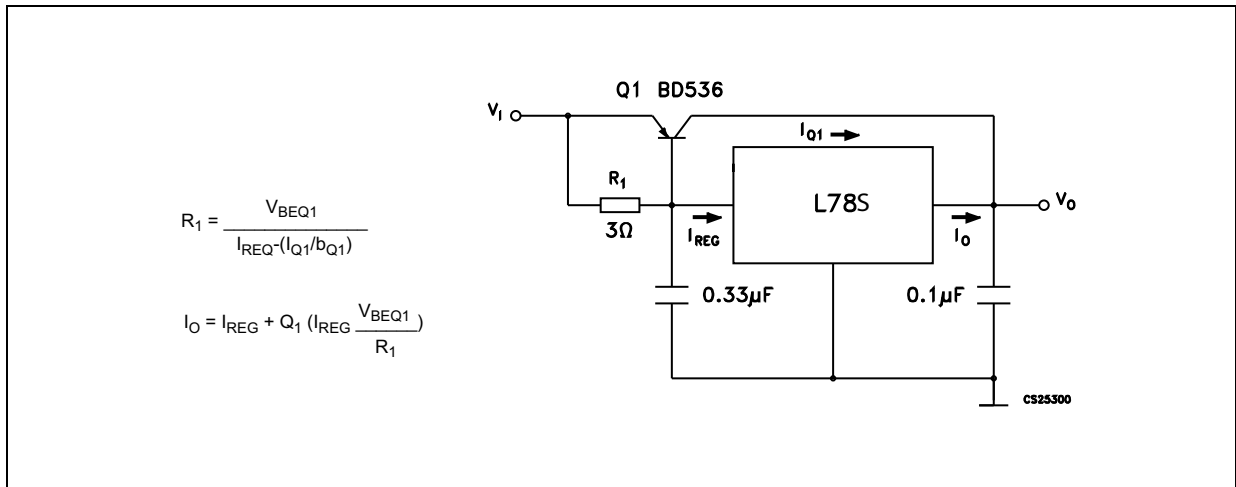 Q1 BD536
VI
IQ1
R1
L78S
VO
3Ω
IREG
IO
R1 = VBEQ1
IREQ-(IQ1/bQ1)
0.33µF
0.1µF
IO = IREG + Q1 (IREG VBEQ1)
R1
CS25300